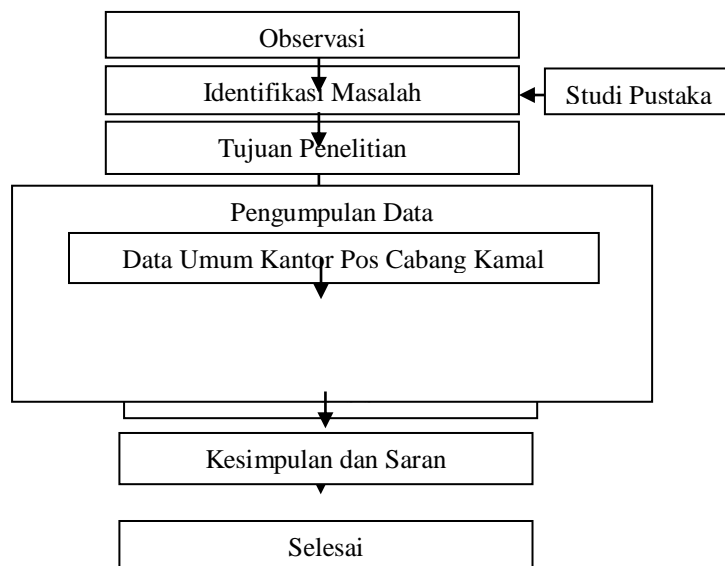 Observasi
Identifikasi Masalah
Studi Pustaka
Tujuan Penelitian
Pengumpulan Data
Data Umum Kantor Pos Cabang Kamal
Kesimpulan dan Saran
Selesai